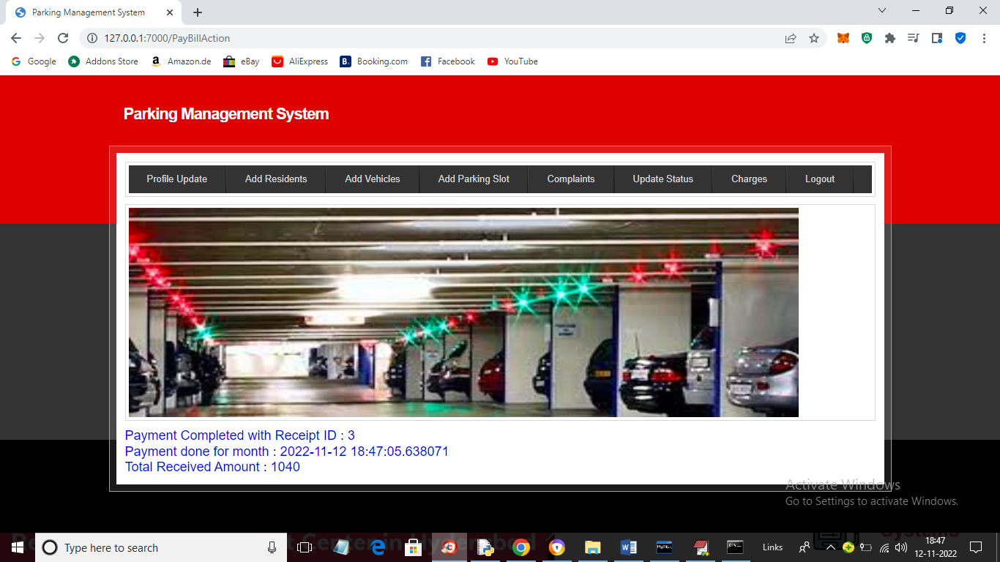 Parking Management System
127.0.0.1:7000/PayBillAction
Google Addons Store Amazon.de eBay AliExpress Booking.com Facebook YouTube
Parking Management System
Profile Update Add Residents Add Vehicles Add Parking Slot Complaints Update Status Charges Logout
Payment Completed with Receipt ID : 3
Payment done for month : 2022-11-12 18:47:05.638071
Total Received Amount : 1040
Activate Windows
Go to Settings to activate Windows.
Type here to search
Links
18:47
12-11-2022